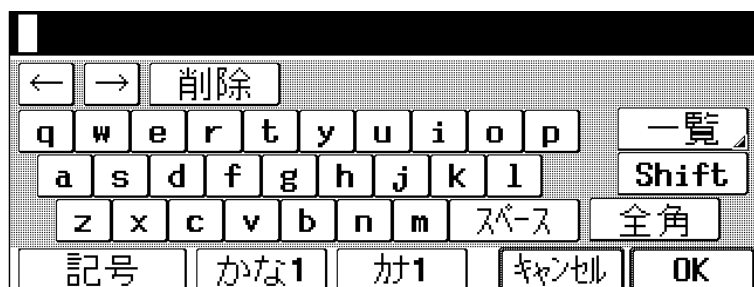 ← → 削除
q w e r t y u i o p 一覧
a s d f g h j k l Shift
z x c v b n m スペース 全角
記号 かな1 カナ1 キャンセル OK